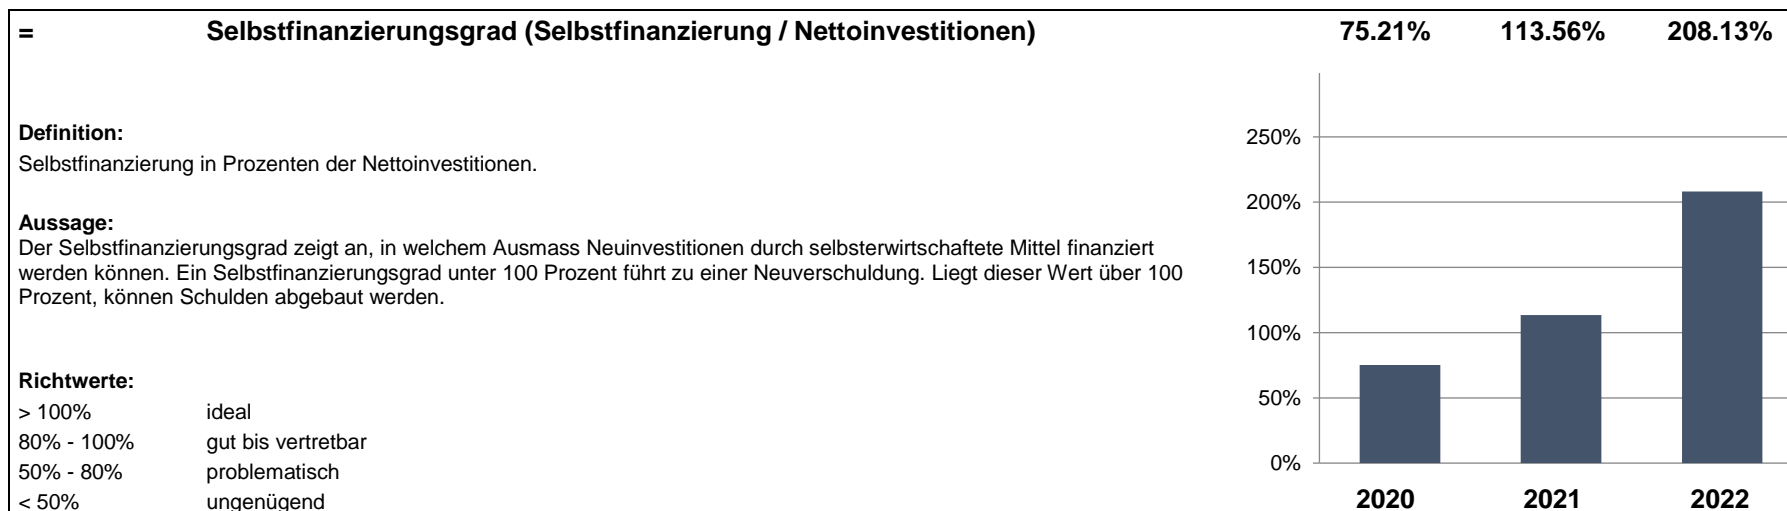 = Selbstfinanzierungsgrad (Selbstfinanzierung / Nettoinvestitionen) 75.21% 113.56% 208.13%
Definition:
Selbstfinanzierung in Prozenten der Nettoinvestitionen.
Aussage:
Der Selbstfinanzierungsgrad zeigt an, in welchem Ausmass Neuinvestitionen durch selbsterwirtschaftete Mittel finanziert
werden können. Ein Selbstfinanzierungsgrad unter 100 Prozent führt zu einer Neuverschuldung. Liegt dieser Wert über 100
Prozent, können Schulden abgebaut werden.
Richtwerte:
> 100% ideal
80% - 100% gut bis vertretbar
50% - 80% problematisch
< 50% ungenügend
250%
200%
150%
100%
50%
0%
2020 2021 2022